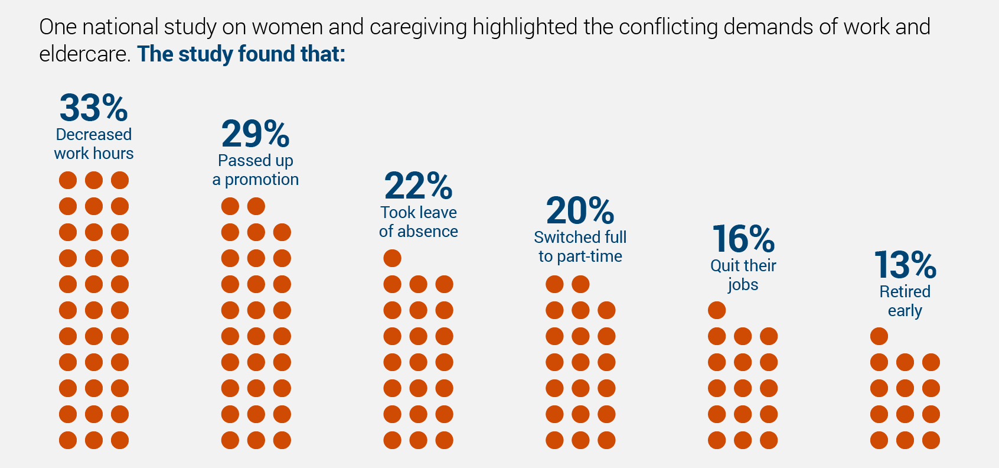 One national study on women and caregiving highlighted the conflicting demands of work and
eldercare. The study found that:
33%
Decreased
work hours
29%
Passed up
a promotion
22%
Took leave
of absence
20%
Switched full
to part-time
16%
Quit their
jobs
13%
Retired
early